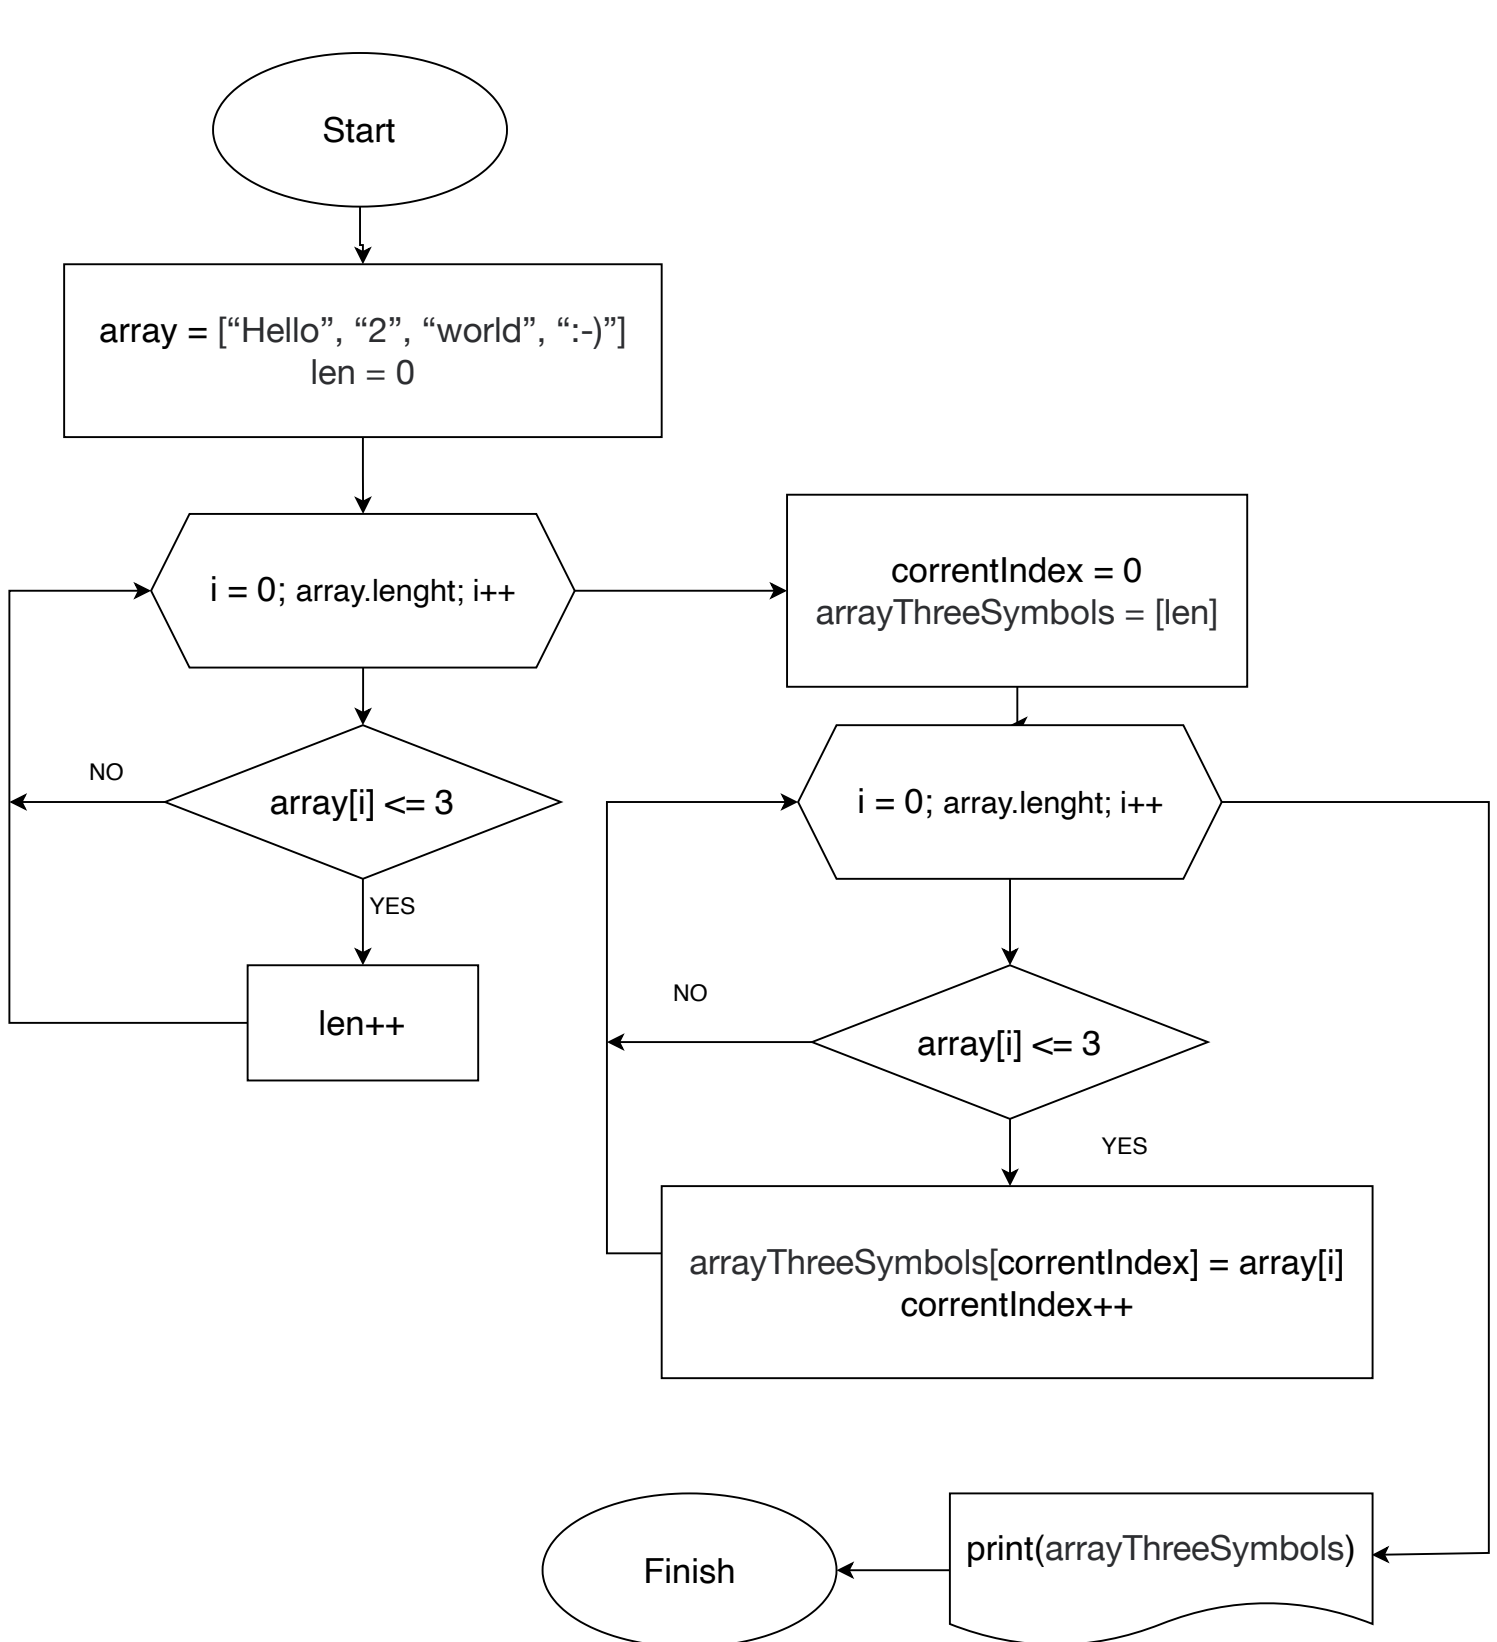 Start
array = [“Hello”, “2”, “world”, “:-)”]
len = 0
i = 0; array.lenght; i++
array[i] <= 3
NO
YES
len++
correntIndex = 0
arrayThreeSymbols = [len]
i = 0; array.lenght; i++
array[i] <= 3
NO
YES
arrayThreeSymbols[correntIndex] = array[i]
correntIndex++
print(arrayThreeSymbols)
Finish